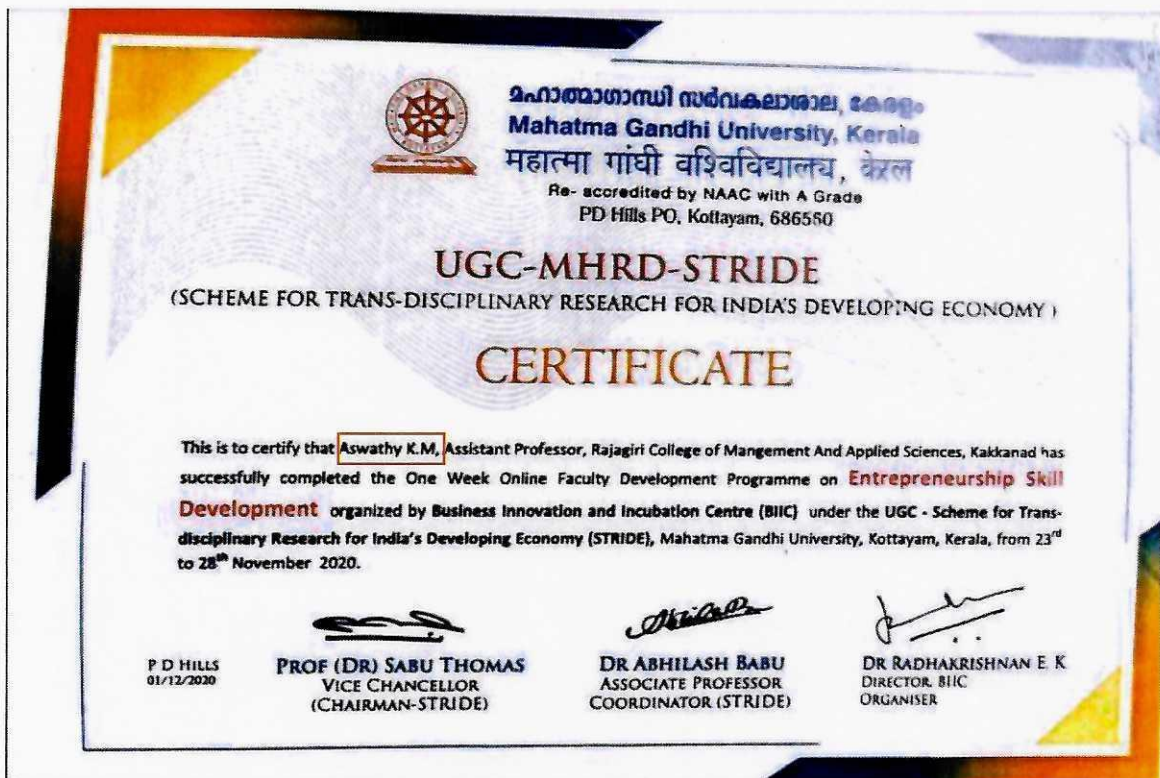 മഹാത്മാഗാന്ധി സർവകലാശാല, കേരളം
Mahatma Gandhi University, Kerala
महात्मा गांधी वश्विविद्यालय, केरल
Re- accredited by NAAC with A Grade
PD Hills PO, Kottayam, 686560
UGC-MHRD-STRIDE
(SCHEME FOR TRANS-DISCIPLINARY RESEARCH FOR INDIA'S DEVELOPING ECONOMY )
CERTIFICATE
This is to certify that Aswathy K.M, Assistant Professor, Rajagiri College of Mangement And Applied Sciences, Kakkanad has
successfully completed the One Week Online Faculty Development Programme on Entrepreneurship Skill
Development organized by Business Innovation and Incubation Centre (BIIC) under the UGC - Scheme for Trans-
disciplinary Research for India's Developing Economy (STRIDE), Mahatma Gandhi University, Kottayam, Kerala, from 23rd
to 28th November 2020.
P D HILLS
01/12/2020
PROF (DR) SABU THOMAS
VICE CHANCELLOR
(CHAIRMAN-STRIDE)
DR ABHILASH BABU
ASSOCIATE PROFESSOR
COORDINATOR (STRIDE)
DR RADHAKRISHNAN E K
DIRECTOR, BIIC
ORGANISER